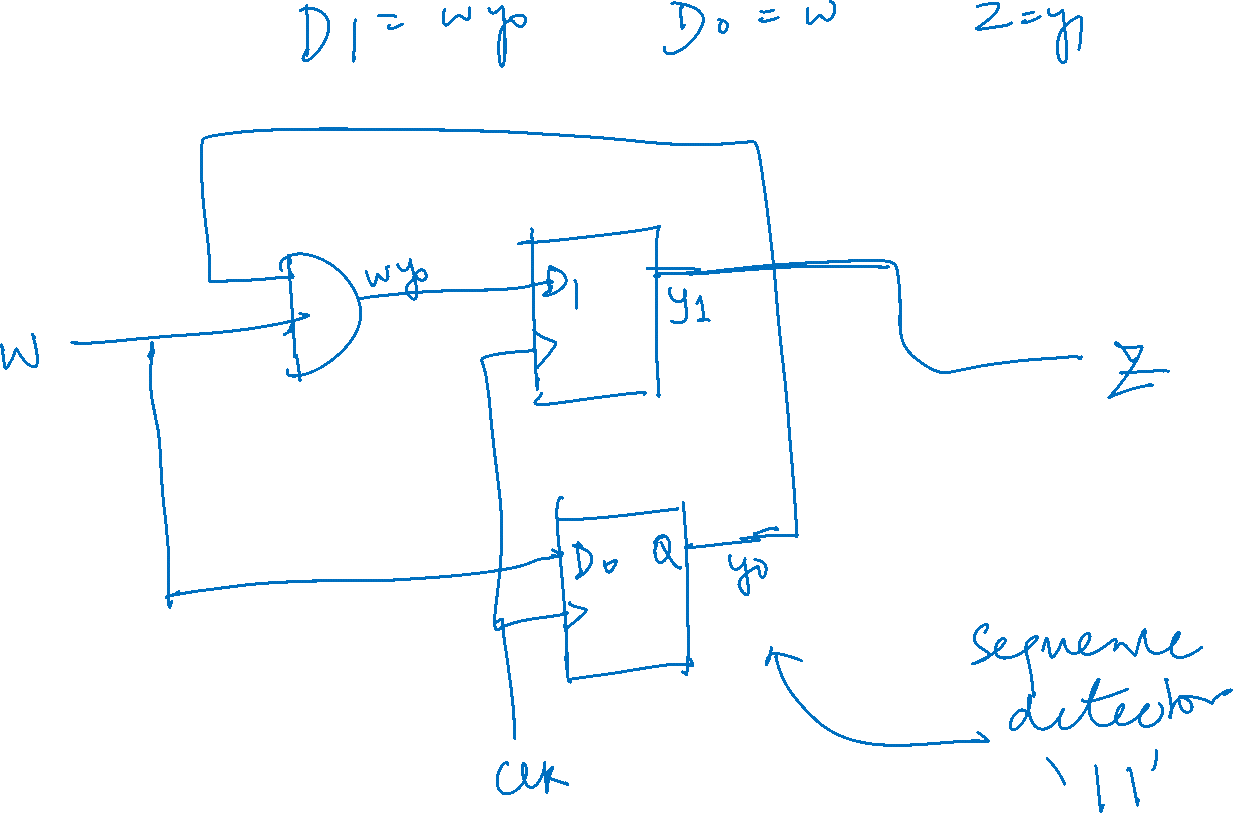 D1 = wy0 D0 = w z = y1
wy0
D1
y1
w
z
D0 Q
y0
sequence
detector
'11'
Clk